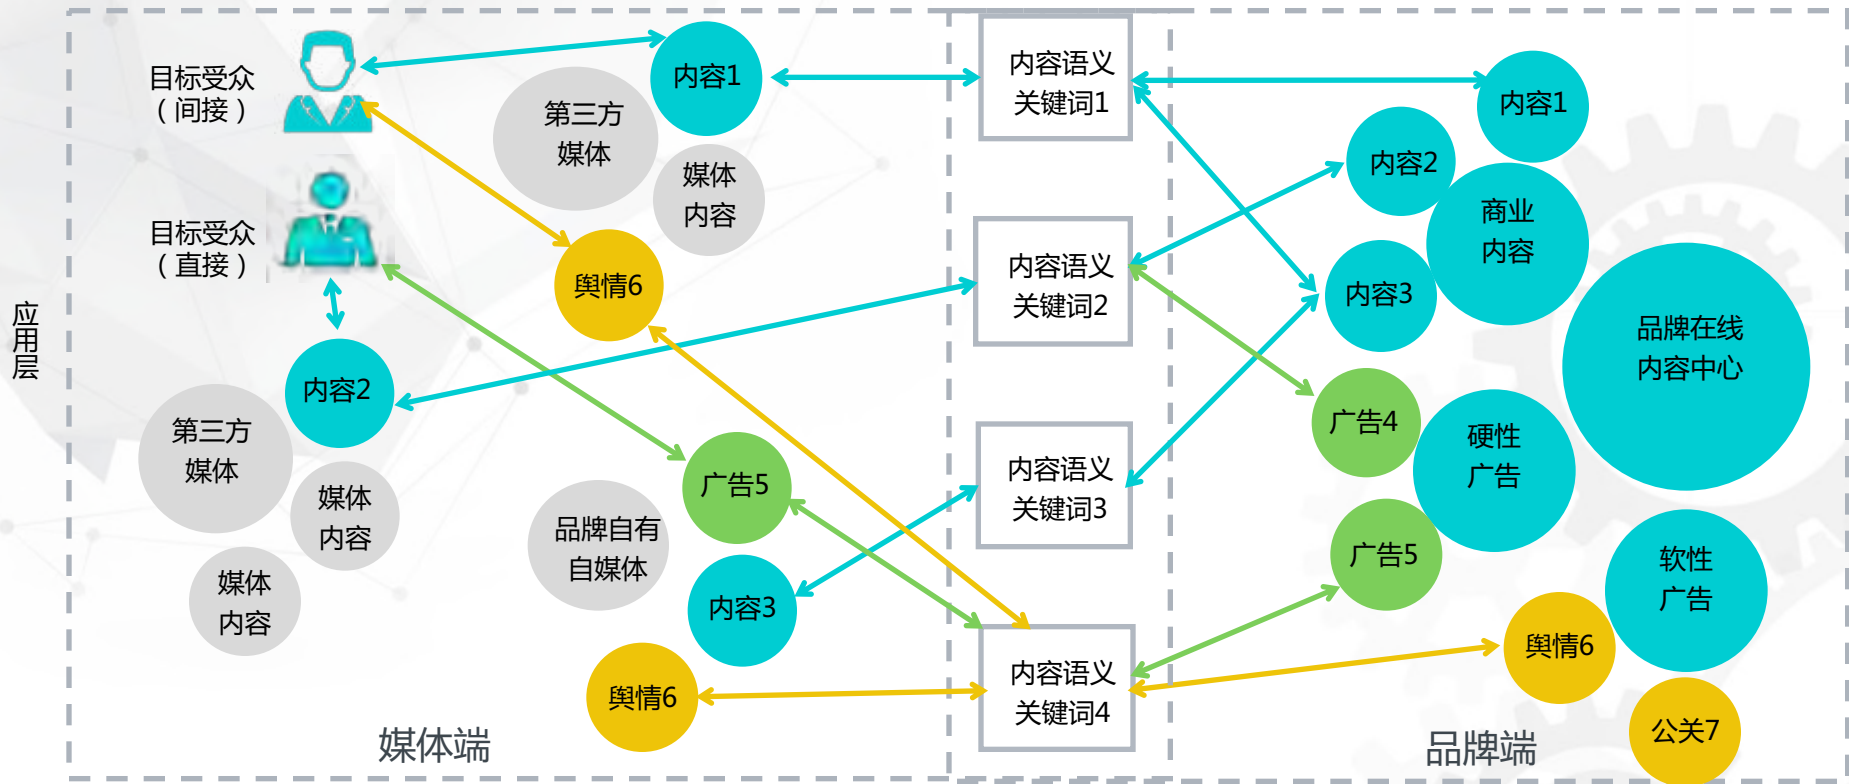 应用层
目标受众
（间接）
目标受众
（直接）
内容1
第三方
媒体
媒体
内容
舆情6
内容2
第三方
媒体
媒体
内容
媒体
内容
广告5
品牌自有
自媒体
内容3
舆情6
媒体端
内容语义
关键词1
内容语义
关键词2
内容语义
关键词3
内容语义
关键词4
内容1
内容2
商业
内容
内容3
品牌在线
内容中心
广告4
硬性
广告
广告5
软性
广告
舆情6
公关7
品牌端